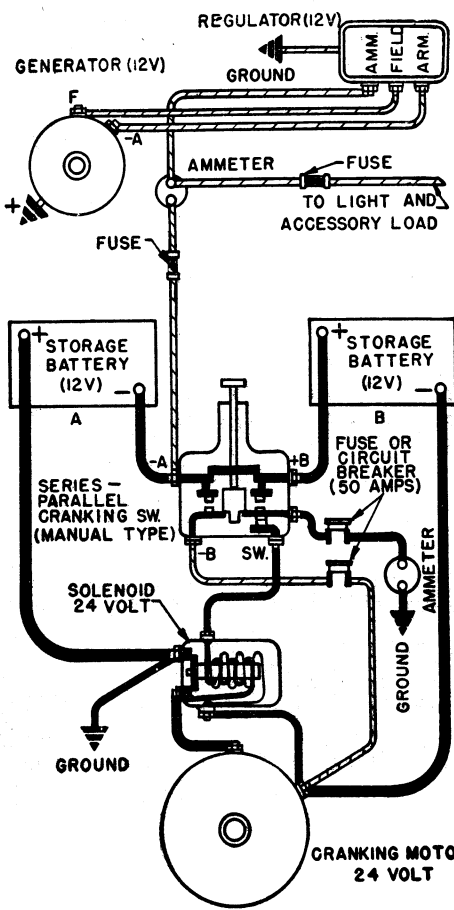 REGULATOR (12V)
AMM.
FIELD
ARM.
GROUND
GENERATOR (12V)
F
-A
+
AMMETER
FUSE
TO LIGHT AND
ACCESSORY LOAD
FUSE
+
STORAGE
BATTERY
(12V)
-
A
+
STORAGE
BATTERY
(12V)
-
B
-A
+B
FUSE OR
CIRCUIT
BREAKER
(50 AMPS)
SERIES -
PARALLEL
CRANKING SW.
(MANUAL TYPE)
-B
SW.
AMMETER
SOLENOID
24 VOLT
GROUND
GROUND
CRANKING MOTO
24 VOLT